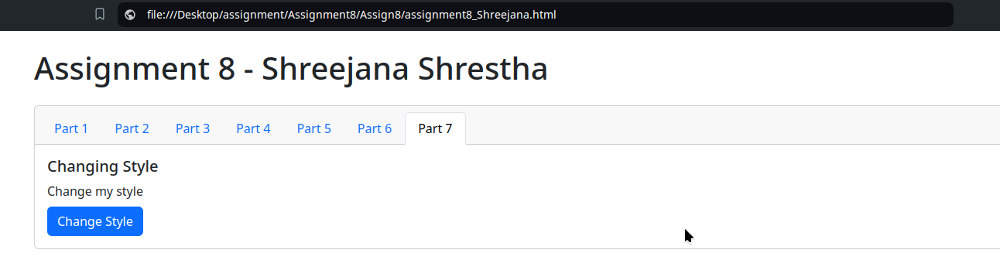 file:///Desktop/assignment/Assignment8/Assign8/assignment8_Shreejana.html
Assignment 8 - Shreejana Shrestha
Part 1 Part 2 Part 3 Part 4 Part 5 Part 6 Part 7
Changing Style
Change my style
Change Style